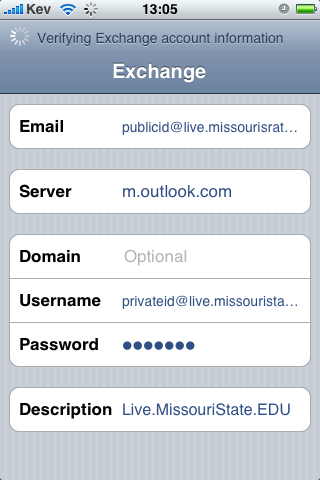 Kev 13:05
Verifying Exchange account information
Exchange
Email publicid@live.missourisrat...
Server m.outlook.com
Domain Optional
Username privateid@live.missourista...
Password ●●●●●●●
Description Live.MissouriState.EDU